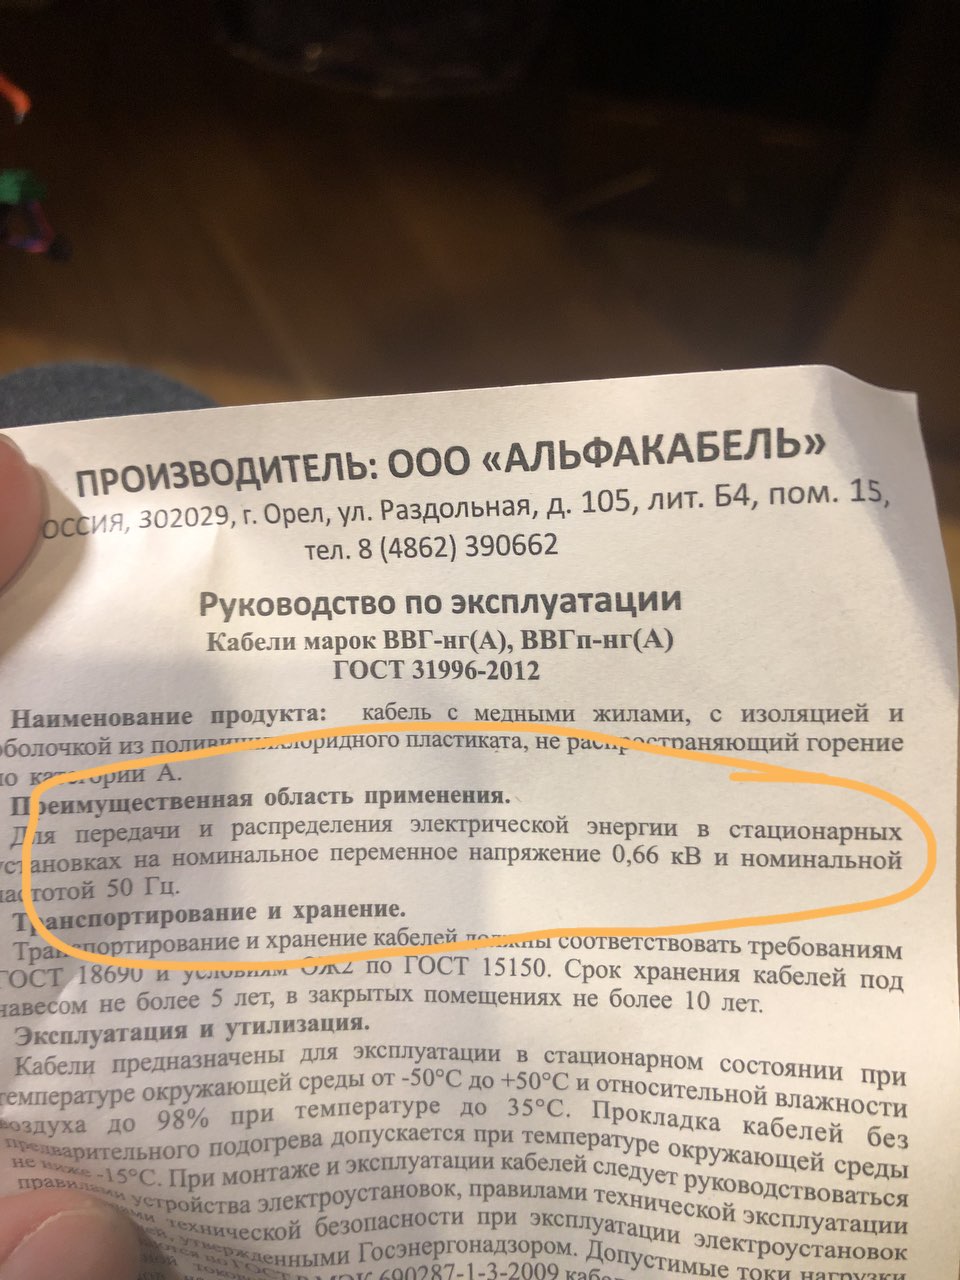 ПРОИЗВОДИТЕЛЬ: ООО «АЛЬФАКАБЕЛЬ»
ОССИЯ, 302029, г. Орел, ул. Раздольная, д. 105, лит. Б4, пом. 15,
тел. 8 (4862) 390662
Руководство по эксплуатации
Кабели марок ВВГ-нг(А), ВВГп-нг(А)
ГОСТ 31996-2012
Наименование продукта: кабель с медными жилами, с изоляцией и
оболочкой из поливинилхлоридного пластиката, не распространяющий горение
по категории А.
Преимущественная область применения.
Для передачи и распределения электрической энергии в стационарных
установках на номинальное переменное напряжение 0,66 кВ и номинальной
частотой 50 Гц.
Транспортирование и хранение.
Транспортирование и хранение кабелей должны соответствовать требованиям
ГОСТ 18690 и условиям ОЖ2 по ГОСТ 15150. Срок хранения кабелей под
навесом не более 5 лет, в закрытых помещениях не более 10 лет.
Эксплуатация и утилизация.
Кабели предназначены для эксплуатации в стационарном состоянии при
температуре окружающей среды от -50°С до +50°С и относительной влажности
воздуха до 98% при температуре до 35°С. Прокладка кабелей без
предварительного подогрева допускается при температуре окружающей среды
не ниже -15°С. При монтаже и эксплуатации кабелей следует руководствоваться
правилами устройства электроустановок, правилами технической эксплуатации
технической безопасности при эксплуатации электроустановок
утвержденными Госэнергонадзором. Допустимые токи нагрузки
690287-1-3-2009